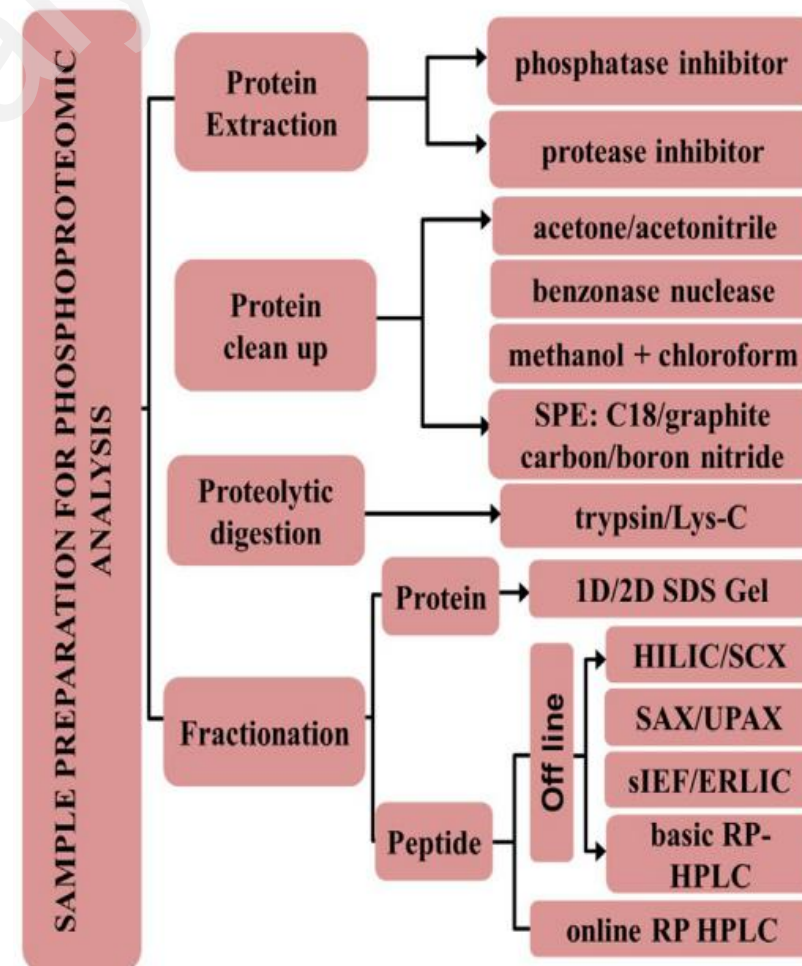 SAMPLE PREPARATION FOR PHOSPHOPROTEOMIC
ANALYSIS
Protein
Extraction
phosphatase inhibitor
protease inhibitor
Protein
clean up
acetone/acetonitrile
benzonase nuclease
methanol + chloroform
SPE: C18/graphite
carbon/boron nitride
Proteolytic
digestion
trypsin/Lys-C
Fractionation
Protein
1D/2D SDS Gel
Peptide
Off line
HILIC/SCX
SAX/UPAX
sIEF/ERLIC
basic RP-
HPLC
online RP HPLC